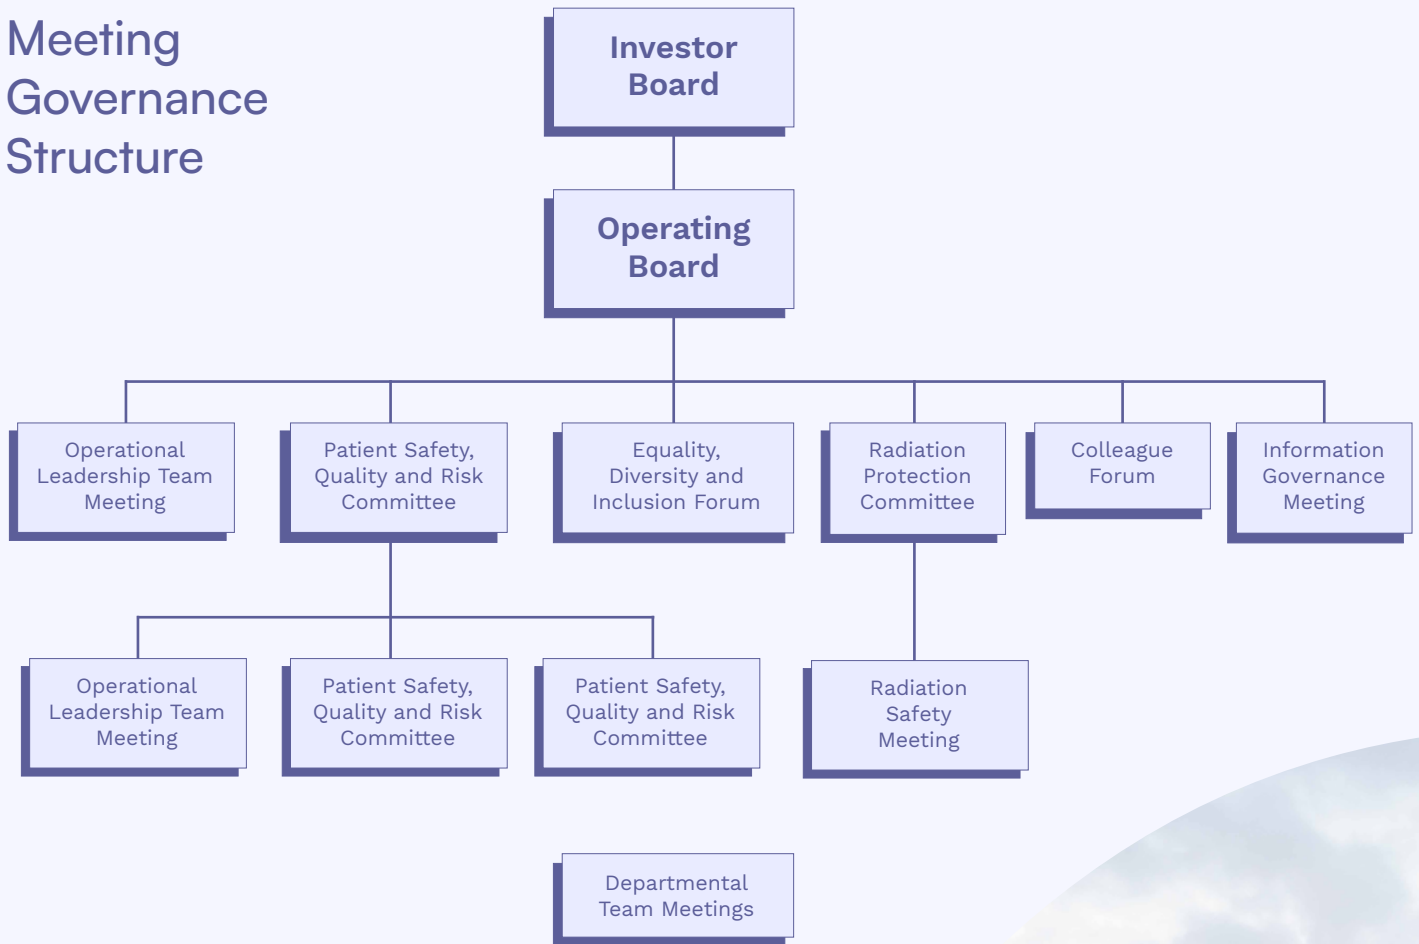 Meeting
Governance
Structure
Investor
Board
Operating
Board
Operational
Leadership Team
Meeting
Patient Safety,
Quality and Risk
Committee
Equality,
Diversity and
Inclusion Forum
Radiation
Protection
Committee
Colleague
Forum
Information
Governance
Meeting
Operational
Leadership Team
Meeting
Patient Safety,
Quality and Risk
Committee
Patient Safety,
Quality and Risk
Committee
Radiation
Safety
Meeting
Departmental
Team Meetings